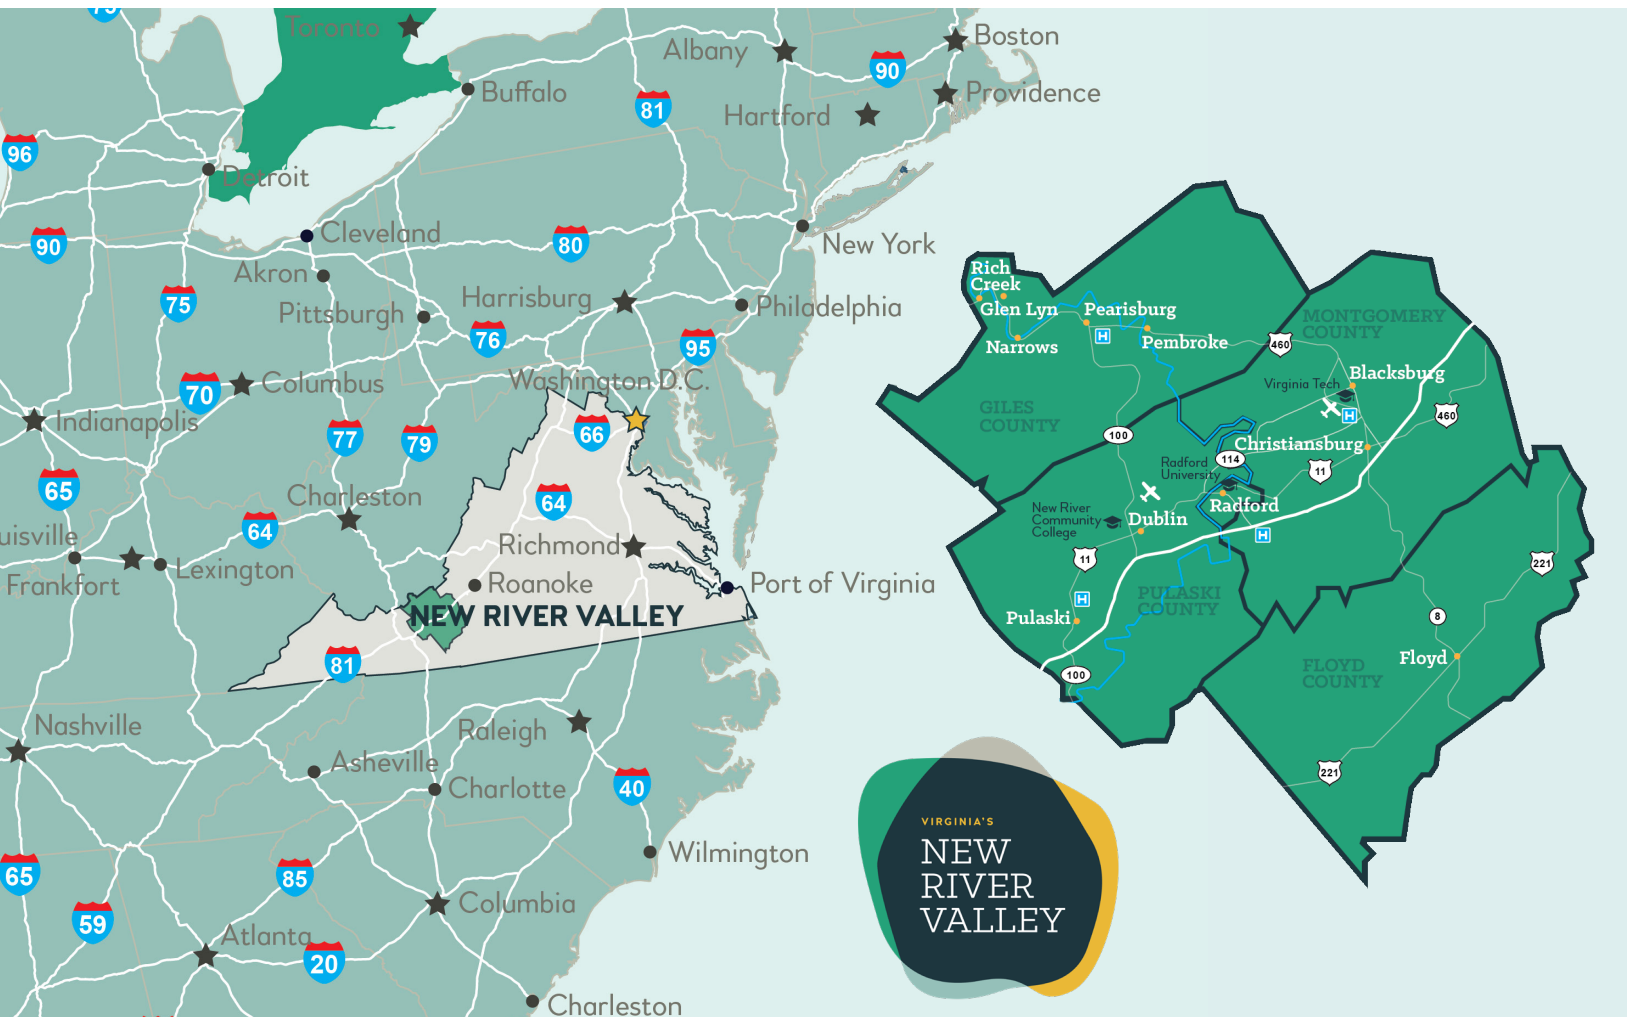 75
Toronto
Boston
Albany
90
Buffalo
81
Providence
Hartford
96
Detroit
Cleveland
90
80
New York
Akron
75
Harrisburg
Philadelphia
Pittsburgh
76
95
Washington D.C.
70
Columbus
Indianapolis
77
79
66
65
Charleston
64
64
uisville
Richmond
Frankfort
Lexington
Roanoke
Port of Virginia
NEW RIVER VALLEY
81
Nashville
Raleigh
Asheville
Charlotte
40
Wilmington
65
85
59
Columbia
Atlanta
20
Charleston
Rich
Creek
Glen Lyn
Pearisburg
H
Narrows
Pembroke
MONTGOMERY
COUNTY
460
Blacksburg
Virginia Tech
H
460
GILES
COUNTY
100
Christiansburg
114
11
Radford
University
Radford
New River
Community
College
Dublin
H
11
221
H
PULASKI
COUNTY
Pulaski
8
100
Floyd
FLOYD
COUNTY
221
VIRGINIA'S
NEW
RIVER
VALLEY